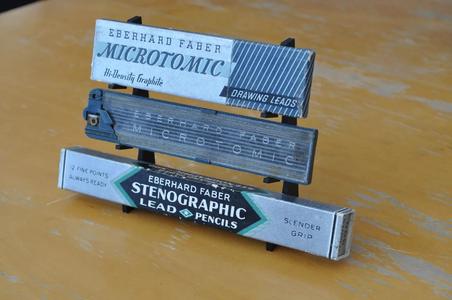 EBERHARD FABER
MICROTOMIC
Hi-Density Graphite
DRAWING LEADS
EBERHARD FABER
MICROTOMIC
12 FINE POINTS
ALWAYS READY
EBERHARD FABER
STENOGRAPHIC
LEAD PENCILS
SLENDER
GRIP